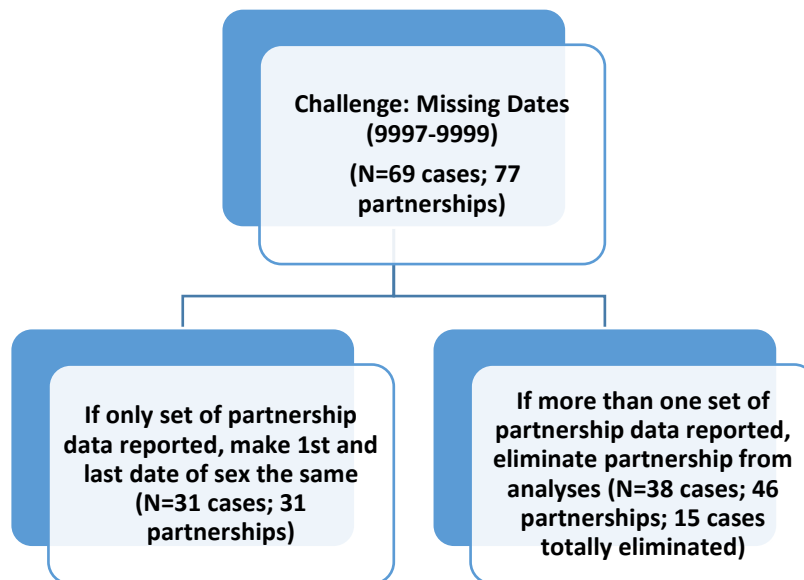 Challenge: Missing Dates
(9997-9999)
(N=69 cases; 77
partnerships)
If only set of partnership
data reported, make 1st and
last date of sex the same
(N=31 cases; 31
partnerships)
If more than one set of
partnership data reported,
eliminate partnership from
analyses (N=38 cases; 46
partnerships; 15 cases
totally eliminated)